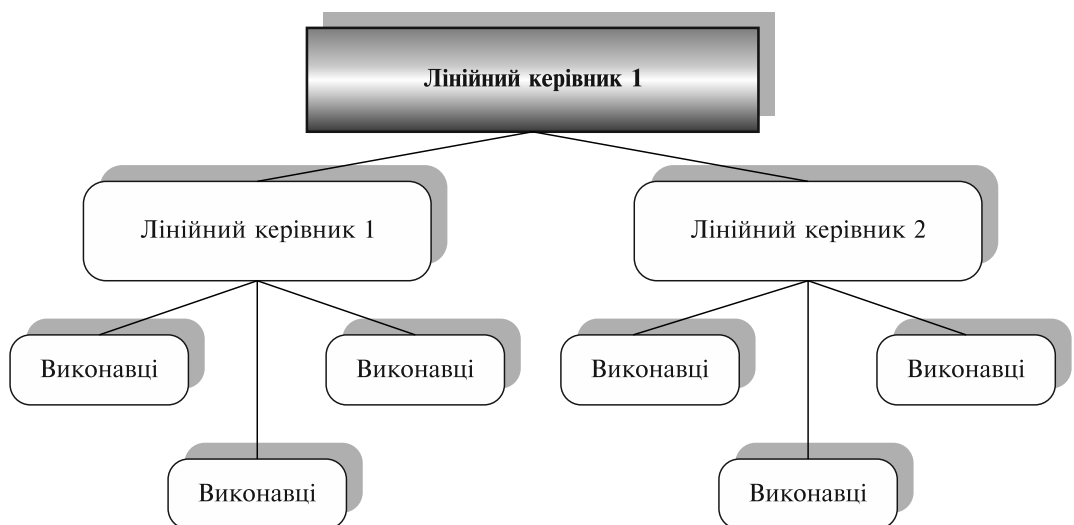 Лінійний керівник 1
Лінійний керівник 1
Лінійний керівник 2
Виконавці
Виконавці
Виконавці
Виконавці
Виконавці
Виконавці